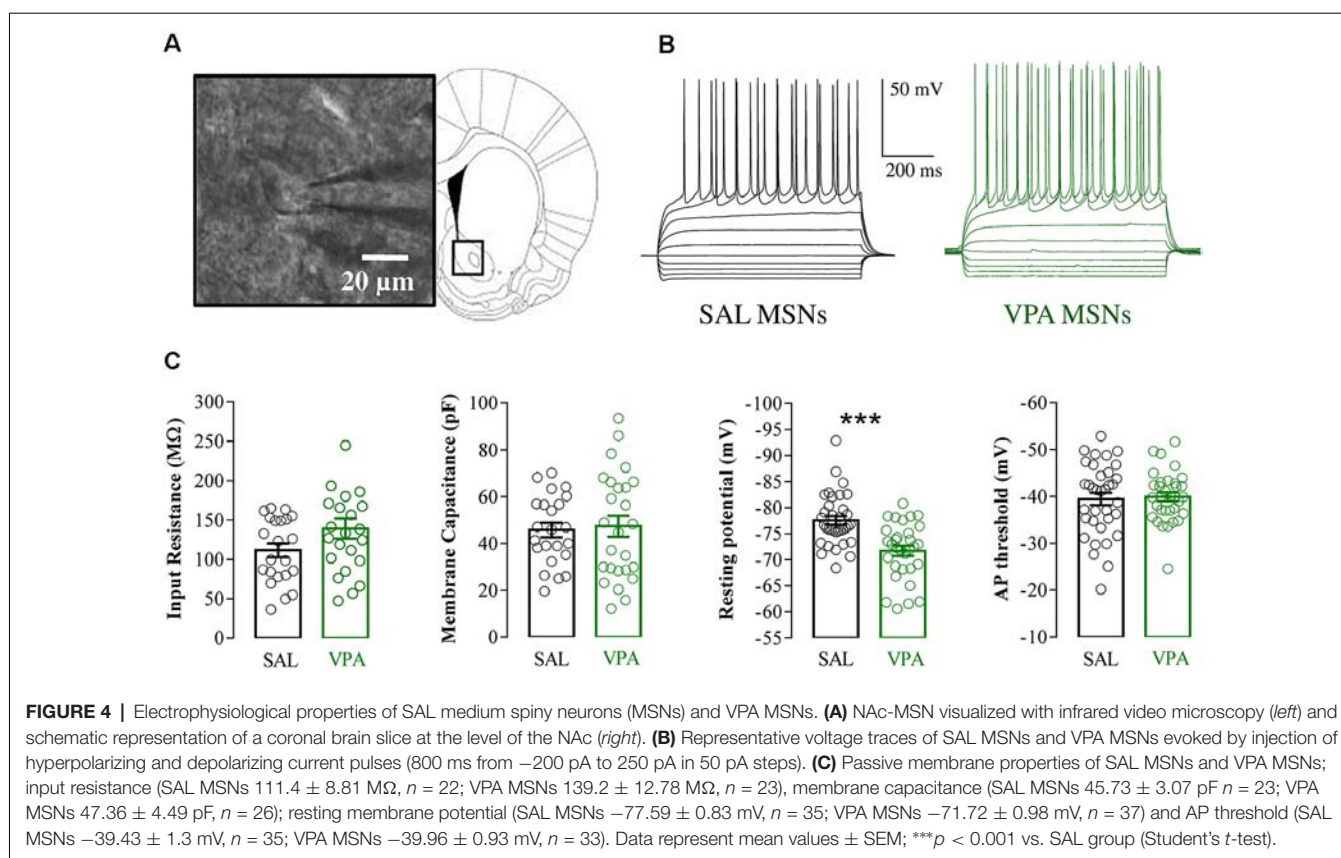 A
B
20 µm
50 mV
200 ms
SAL MSNs
VPA MSNs
C
Input Resistance (MΩ)
300
250
200
150
100
50
0
SAL
VPA
Membrane Capacitance (pF)
100
80
60
40
20
0
SAL
VPA
Resting potential (mV)
-100
-95
-90
-85
-80
-75
-70
-65
-60
-55
***
SAL
VPA
AP threshold (mV)
-60
-50
-40
-30
-20
-10
SAL
VPA
FIGURE 4 | Electrophysiological properties of SAL medium spiny neurons (MSNs) and VPA MSNs. (A) NAc-MSN visualized with infrared video microscopy (left) and
schematic representation of a coronal brain slice at the level of the NAc (right). (B) Representative voltage traces of SAL MSNs and VPA MSNs evoked by injection of
hyperpolarizing and depolarizing current pulses (800 ms from −200 pA to 250 pA in 50 pA steps). (C) Passive membrane properties of SAL MSNs and VPA MSNs;
input resistance (SAL MSNs 111.4 ± 8.81 MΩ, n = 22; VPA MSNs 139.2 ± 12.78 MΩ, n = 23), membrane capacitance (SAL MSNs 45.73 ± 3.07 pF n = 23; VPA
MSNs 47.36 ± 4.49 pF, n = 26); resting membrane potential (SAL MSNs −77.59 ± 0.83 mV, n = 35; VPA MSNs −71.72 ± 0.98 mV, n = 37) and AP threshold (SAL
MSNs −39.43 ± 1.3 mV, n = 35; VPA MSNs −39.96 ± 0.93 mV, n = 33). Data represent mean values ± SEM; ***p < 0.001 vs. SAL group (Student's t-test).